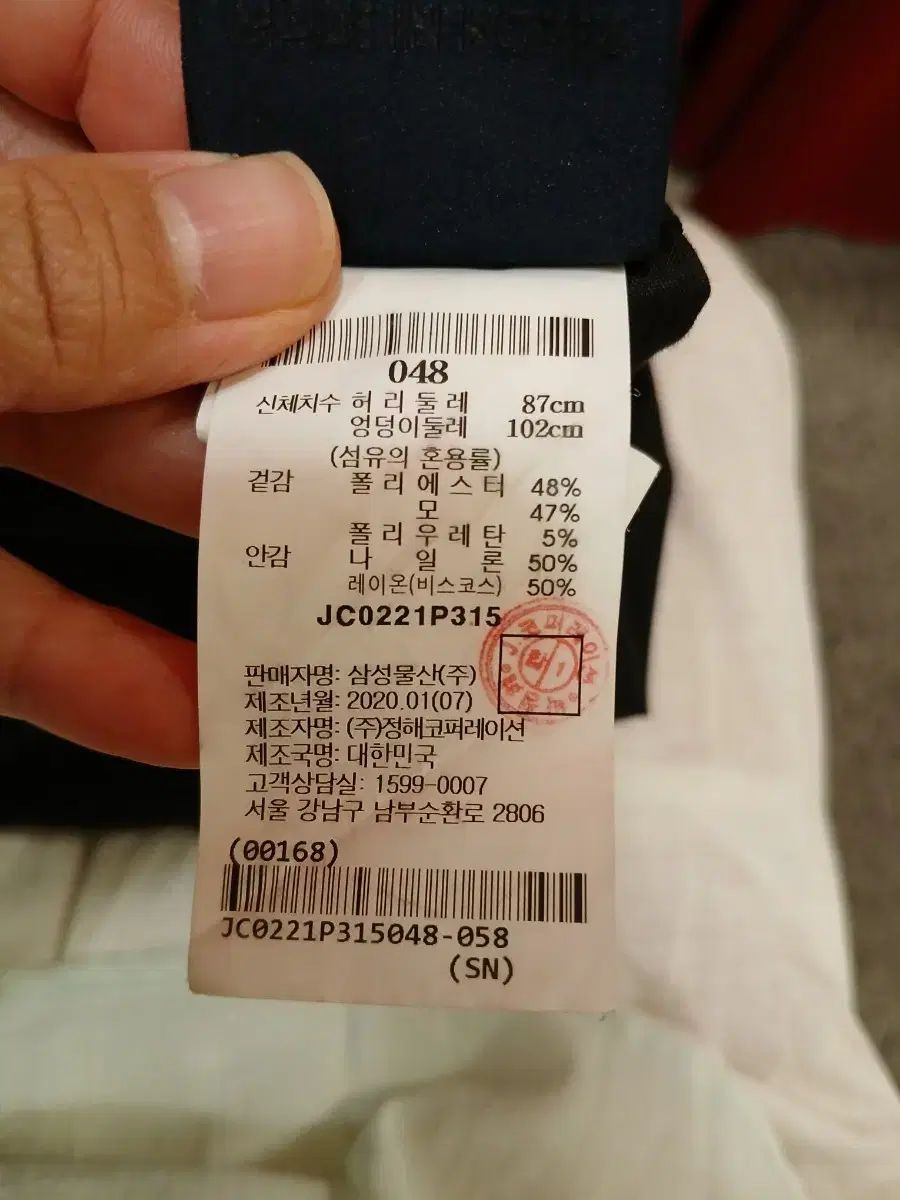 048
신체치수 허리둘레 87cm
엉덩이둘레 102cm
(섬유의 혼용률)
겉감 폴리에스터 48%
모 47%
폴리우레탄 5%
안감 나일론 50%
레이온(비스코스) 50%
JC0221P315
판매자명: 삼성물산(주)
제조년월: 2020.01(07)
제조자명: (주)정해코퍼레이션
제조국명: 대한민국
고객상담실: 1599-0007
서울 강남구 남부순환로 2806
(00168)
JC0221P315048-058
(SN)